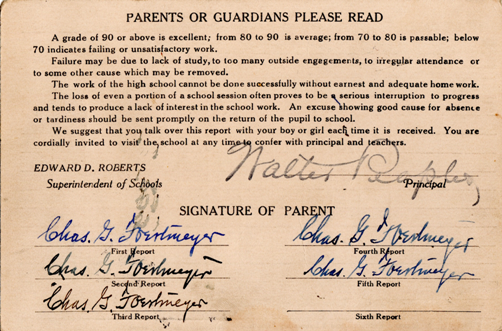 PARENTS OR GUARDIANS PLEASE READ
A grade of 90 or above is excellent; from 80 to 90 is average; from 70 to 80 is passable; below
70 indicates failing or unsatisfactory work.
Failure may be due to lack of study, to too many outside engagements, to irregular attendance or
to some other cause which may be removed.
The work of the high school cannot be done successfully without earnest and adequate home work.
The loss of even a portion of a school session often proves to be a serious interruption to progress
and tends to produce a lack of interest in the school work. An excuse showing good cause for absence
or tardiness should be sent promptly on the return of the pupil to school.
We suggest that you talk over this report with your boy or girl each time it is received. You are
cordially invited to visit the school at any time to confer with principal and teachers.
EDWARD D. ROBERTS
Walter
Superintendent of Schools
Principal
SIGNATURE OF PARENT
Chas. G. Foertmeyer
First Report
Chas. G. Foertmeyer
Fourth Report
Chas. G. Foertmeyer
Second Report
Chas. G. Foertmeyer
Fifth Report
Chas. G. Foertmeyer
Third Report
Sixth Report